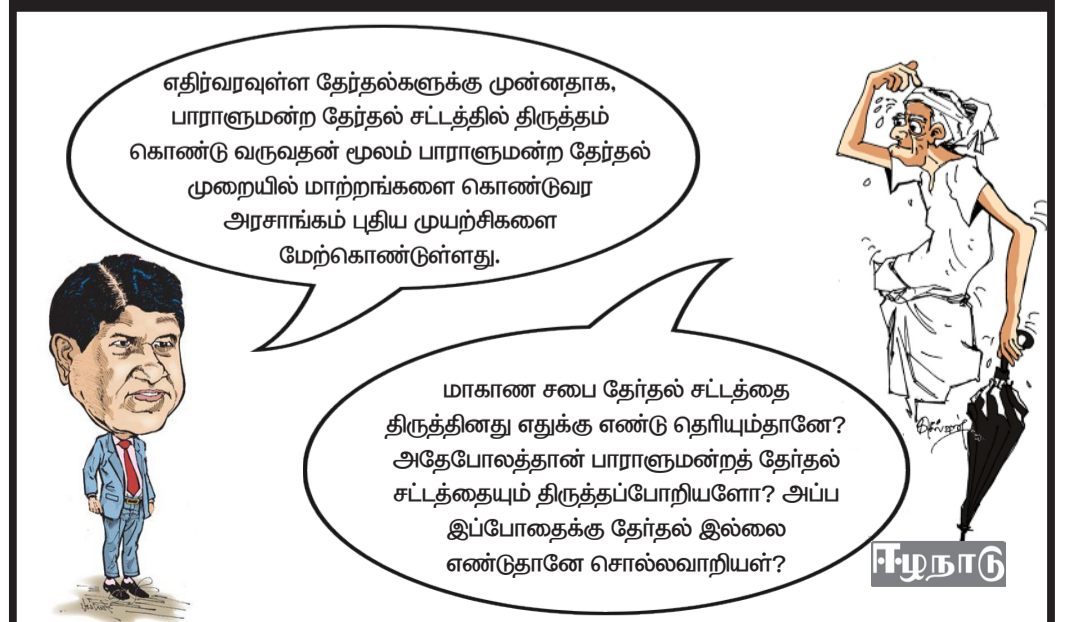 எதிர்வரவுள்ள தேர்தல்களுக்கு முன்னதாக,
பாராளுமன்ற தேர்தல் சட்டத்தில் திருத்தம்
கொண்டு வருவதன் மூலம் பாராளுமன்ற தேர்தல்
முறையில் மாற்றங்களை கொண்டுவர
அரசாங்கம் புதிய முயற்சிகளை
மேற்கொண்டுள்ளது.
மாகாண சபை தேர்தல் சட்டத்தை
திருத்தினது எதுக்கு எண்டு தெரியும்தானே?
அதேபோலத்தான் பாராளுமன்றத் தேர்தல்
சட்டத்தையும் திருத்தப்போறியளோ? அப்ப
இப்போதைக்கு தேர்தல் இல்லை
எண்டுதானே சொல்லவாறியள்?
ஈழநாடு